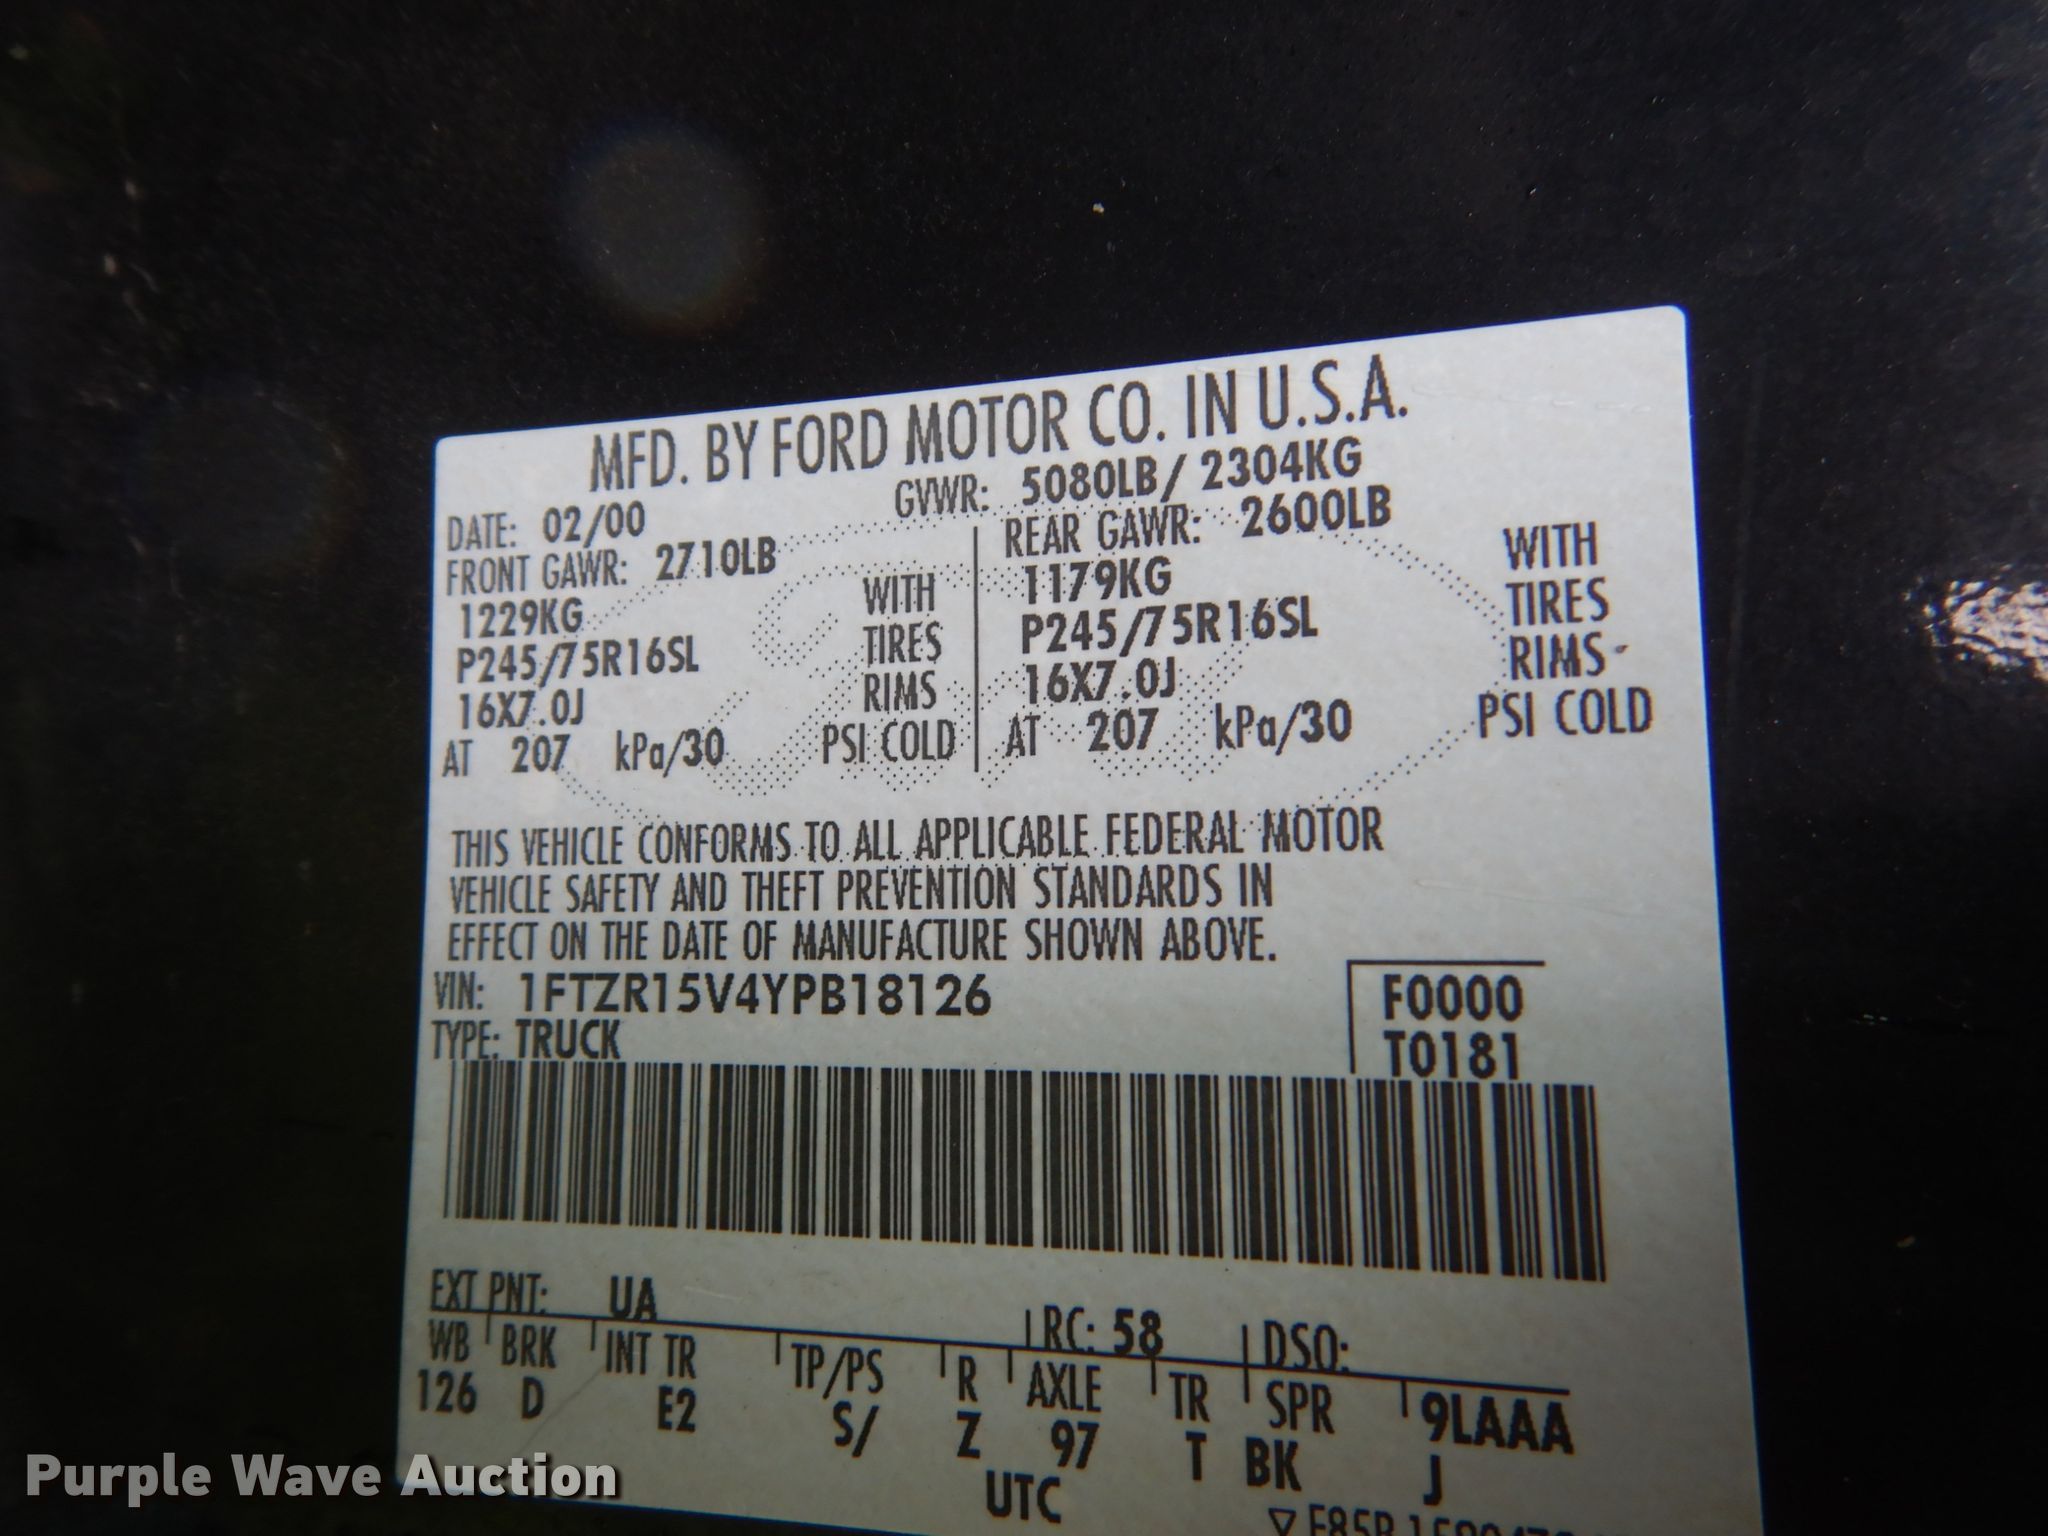 MFD. BY FORD MOTOR CO. IN U.S.A.
DATE: 02/00 GVWR: 5080LB/ 2304KG
FRONT GAWR: 2710LB REAR GAWR: 2600LB
1229KG WITH 1179KG WITH
P245/75R16SL TIRES P245/75R16SL TIRES
16X7.0J RIMS 16X7.0J RIMS
AT 207 kPa/30 PSI COLD AT 207 kPa/30 PSI COLD
THIS VEHICLE CONFORMS TO ALL APPLICABLE FEDERAL MOTOR
VEHICLE SAFETY AND THEFT PREVENTION STANDARDS IN
EFFECT ON THE DATE OF MANUFACTURE SHOWN ABOVE.
VIN: 1FTZR15V4YPB18126 F0000
TYPE: TRUCK T0181
EXT PNT: UA RC: 58 DSO:
WB BRK INT TR TP/PS R AXLE TR SPR 9LAAA
126 D E2 S/ Z 97 T BK J
UTC
Purple Wave Auction